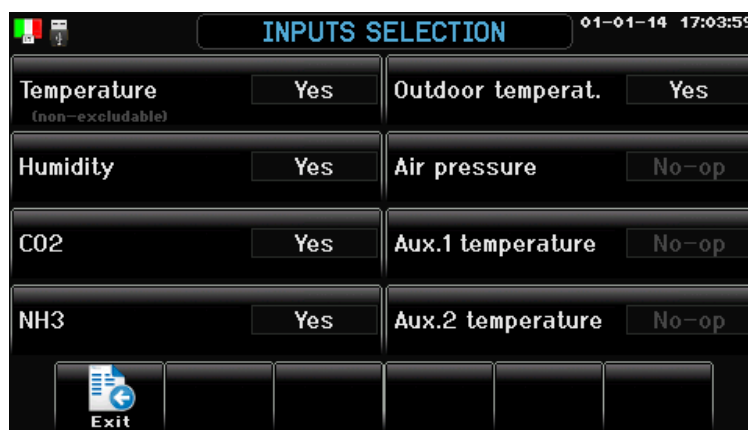 INPUTS SELECTION
01-01-14 17:03:59
Temperature Yes
(non-excludable)
Outdoor temperat. Yes
Humidity Yes
Air pressure No-op
CO2 Yes
Aux.1 temperature No-op
NH3 Yes
Aux.2 temperature No-op
Exit